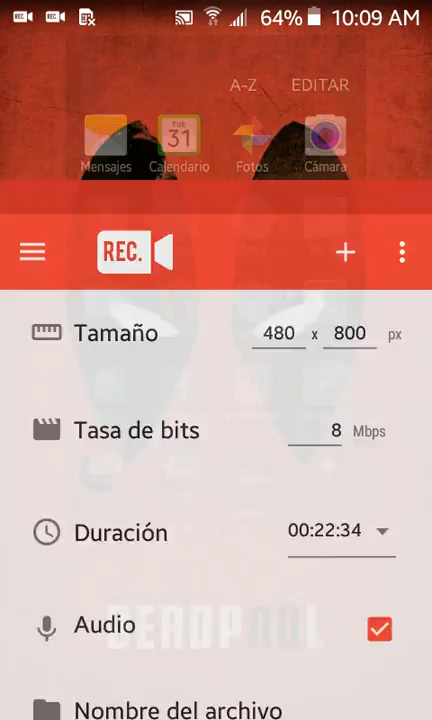 REC. REC. 64% 10:09 AM
A-Z EDITAR
TUE
31
Mensajes Calendario Fotos Cámara
REC.
Tamaño 480 x 800 px
Tasa de bits 8 Mbps
Duración 00:22:34
Audio
DEADPOOL
Nombre del archivo